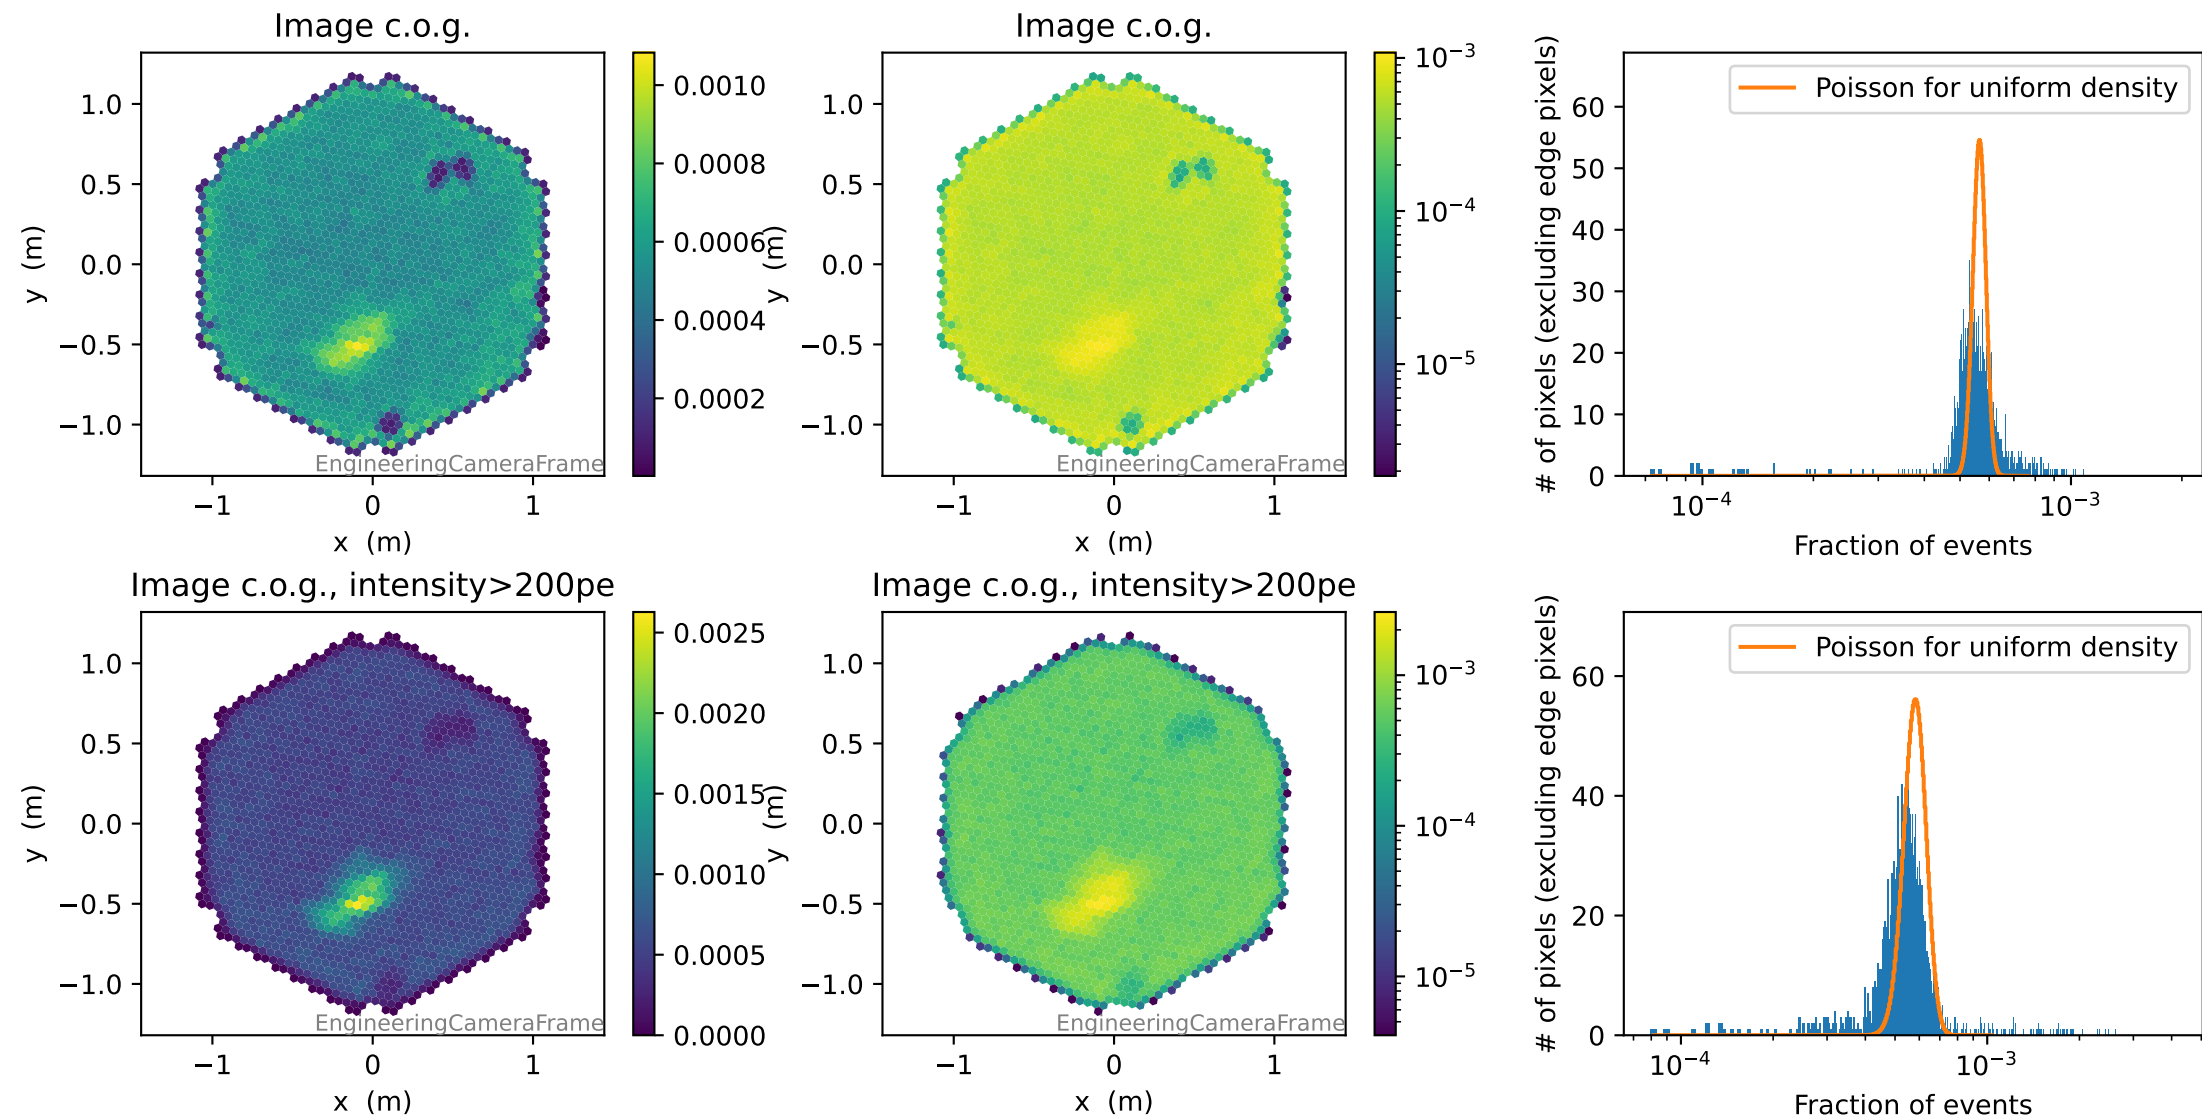 Image c.o.g.
1.0
0.5
0.0
−0.5
−1.0
y (m)
−1
0
1
x (m)
EngineeringCameraFrame
0.0010
0.0008
0.0006
0.0004
0.0002
Image c.o.g.
1.0
0.5
0.0
−0.5
−1.0
y (m)
−1
0
1
x (m)
EngineeringCameraFrame
10⁻³
10⁻⁴
10⁻⁵
Poisson for uniform density
60
50
40
30
20
10
0
# of pixels (excluding edge pixels)
10⁻⁴
10⁻³
Fraction of events
Image c.o.g., intensity>200pe
1.0
0.5
0.0
−0.5
−1.0
y (m)
−1
0
1
x (m)
EngineeringCameraFrame
0.0025
0.0020
0.0015
0.0010
0.0005
0.0000
Image c.o.g., intensity>200pe
1.0
0.5
0.0
−0.5
−1.0
y (m)
−1
0
1
x (m)
EngineeringCameraFrame
10⁻³
10⁻⁴
10⁻⁵
Poisson for uniform density
60
40
20
0
# of pixels (excluding edge pixels)
10⁻⁴
10⁻³
Fraction of events